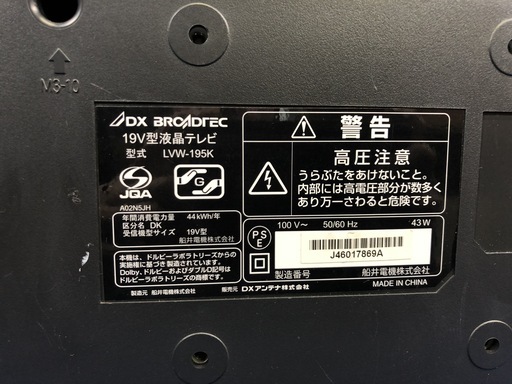 M3-10
DX BROADTEC
19V型液晶テレビ
型式 LVW-195K
JQA
G
A02N5JH
年間消費電力量 44kWh/年
区分名 DK
受信機型サイズ 19V型
船井電機株式会社
本機は、ドルビーラボラトリーズからの
実施権に基づき製造されています。
Dolby、ドルビーおよびダブルD記号は
ドルビーラボラトリーズの商標です。
製造元 船井電機株式会社 販売元 DXアンテナ株式会社
警告
高圧注意
うらぶたをあけないこと。
内部には高電圧部分が数多く
あり万一さわると危険です。
PSE
100 V～ 50/60 Hz 43W
J46017869A
製造番号 船井電機株式会社
MADE IN CHINA